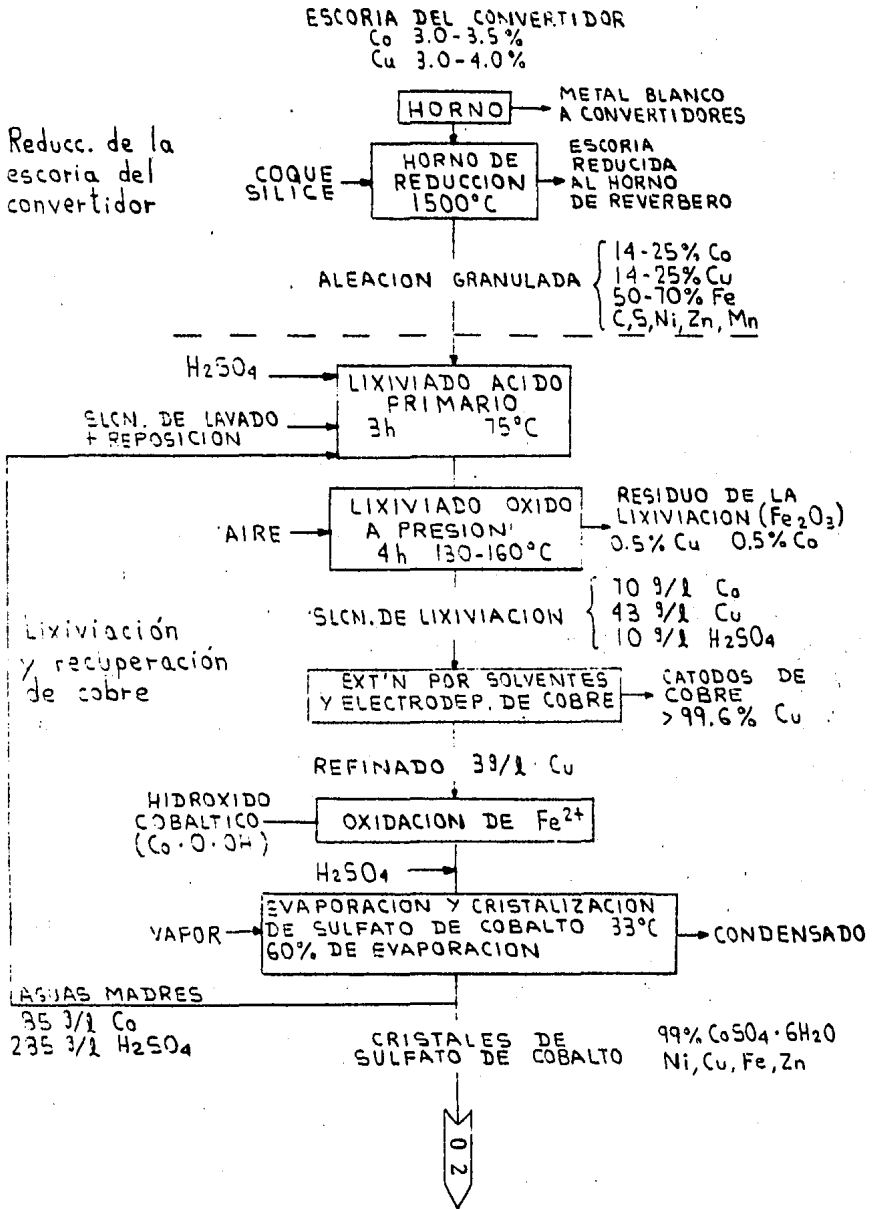 ESCORIA DEL CONVERTIDOR
Co 3.0-3.5%
Cu 3.0-4.0%
HORNO
METAL BLANCO
A CONVERTIDORES
Reducc. de la
escoria del
convertidor
COQUE
SILICE
HORNO DE
REDUCCION
1500°C
ESCORIA
REDUCIDA
AL HORNO
DE REVERBERO
ALEACION GRANULADA
14-25% Co
14-25% Cu
50-70% Fe
C,S,Ni,Zn,Mn
H2SO4
SLCN. DE LAVADO
+ REPOSICION
LIXIVIADO ACIDO
PRIMARIO
3h 75°C
AIRE
LIXIVIADO OXIDO
A PRESION
4h 130-160°C
RESIDUO DE LA
LIXIVIACION (Fe2O3)
0.5% Cu 0.5% Co
SLCN. DE LIXIVIACION
70 g/l Co
43 g/l Cu
10 g/l H2SO4
Lixiviación
y recuperación
de cobre
EXT'N POR SOLVENTES
Y ELECTRODEP. DE COBRE
CATODOS DE
COBRE
>99.6% Cu
REFINADO 3g/l Cu
HIDROXIDO
COBALTICO
(Co·O·OH)
OXIDACION DE Fe2+
H2SO4
VAPOR
EVAPORACION Y CRISTALIZACION
DE SULFATO DE COBALTO 33°C
60% DE EVAPORACION
CONDENSADO
AGUAS MADRES
g/l Co
235 g/l H2SO4
CRISTALES DE
SULFATO DE COBALTO
99% CoSO4·6H2O
Ni,Cu,Fe,Zn
02